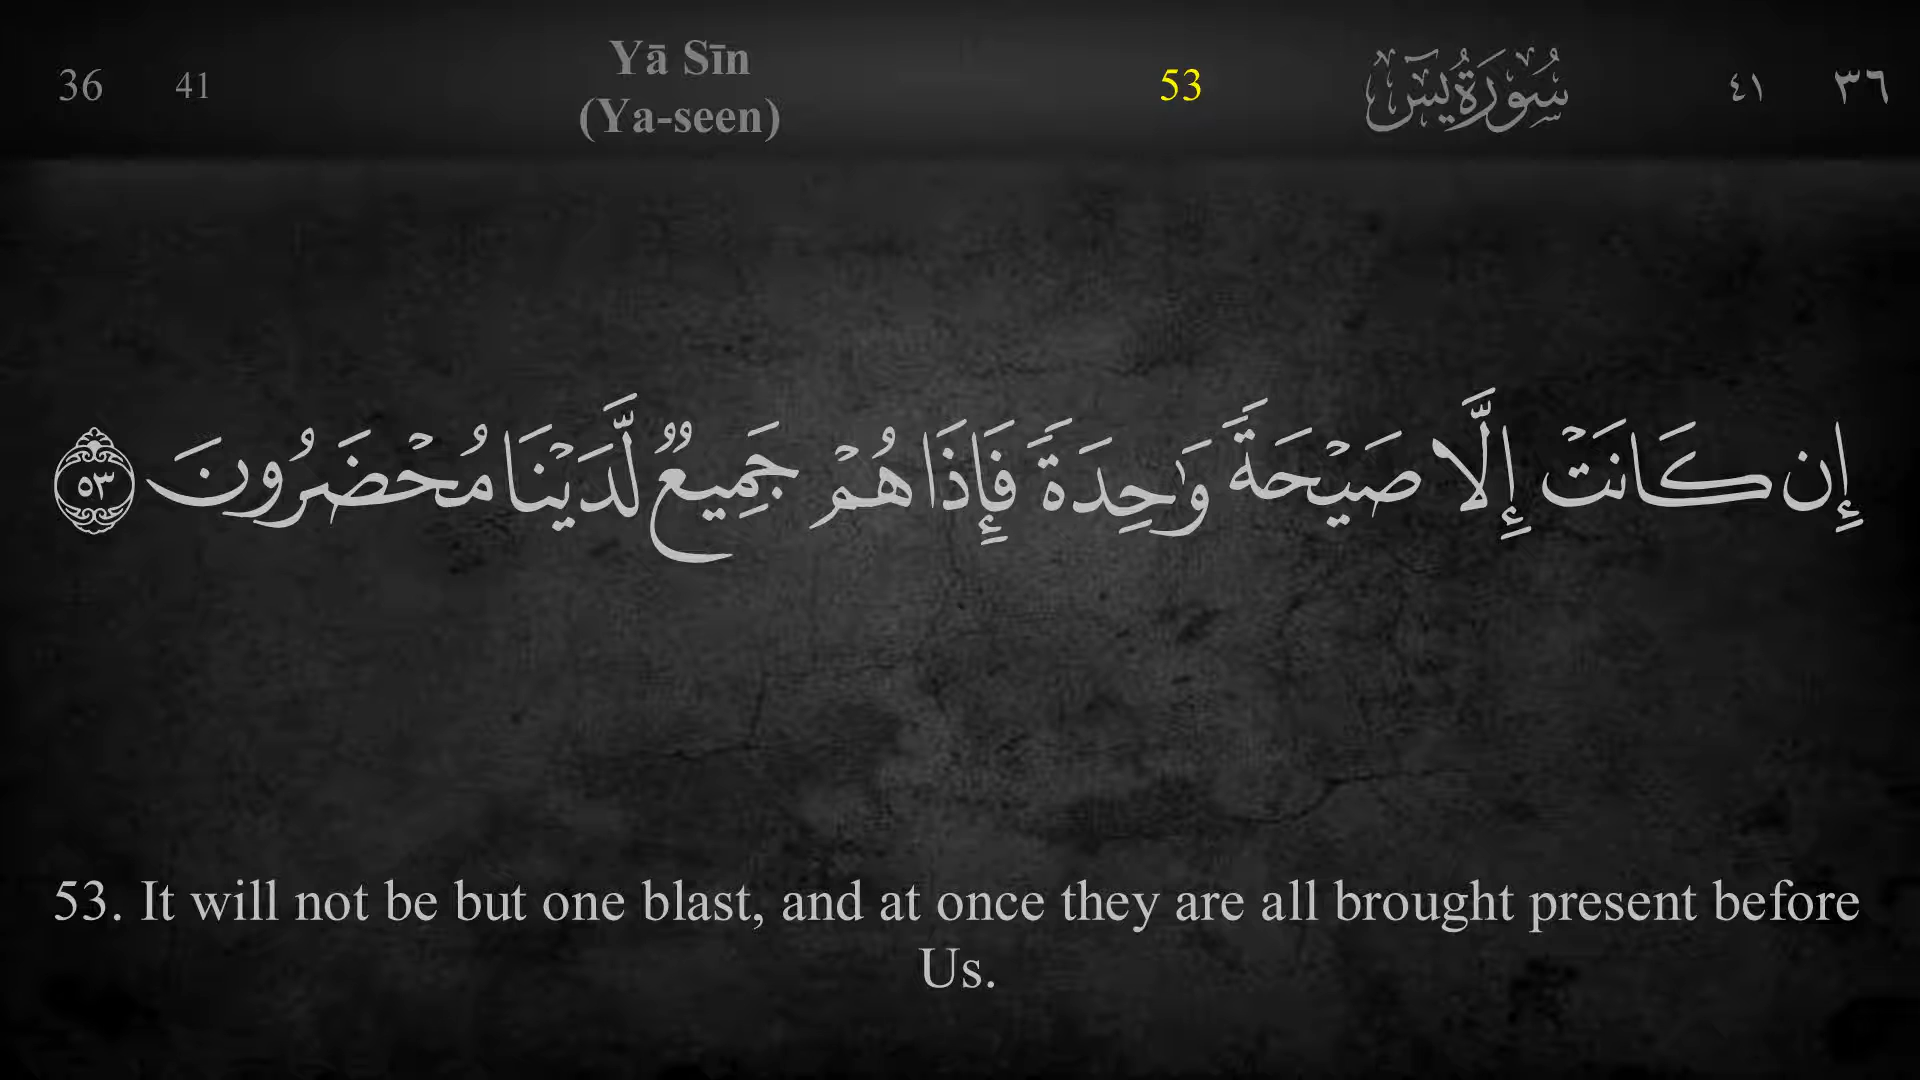 36 41 Yā Sīn 53 سُورَةُ يسٓ ٤١ ٣٦
(Ya-seen)
إِن كَانَتْ إِلَّا صَيْحَةً وَٰحِدَةً فَإِذَا هُمْ جَمِيعٌ لَّدَيْنَا مُحْضَرُونَ ٥٣
53. It will not be but one blast, and at once they are all brought present before
Us.